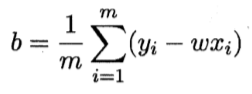 $b = \frac{1}{m} \sum_{i=1}^{m} (y_i - wx_i)$